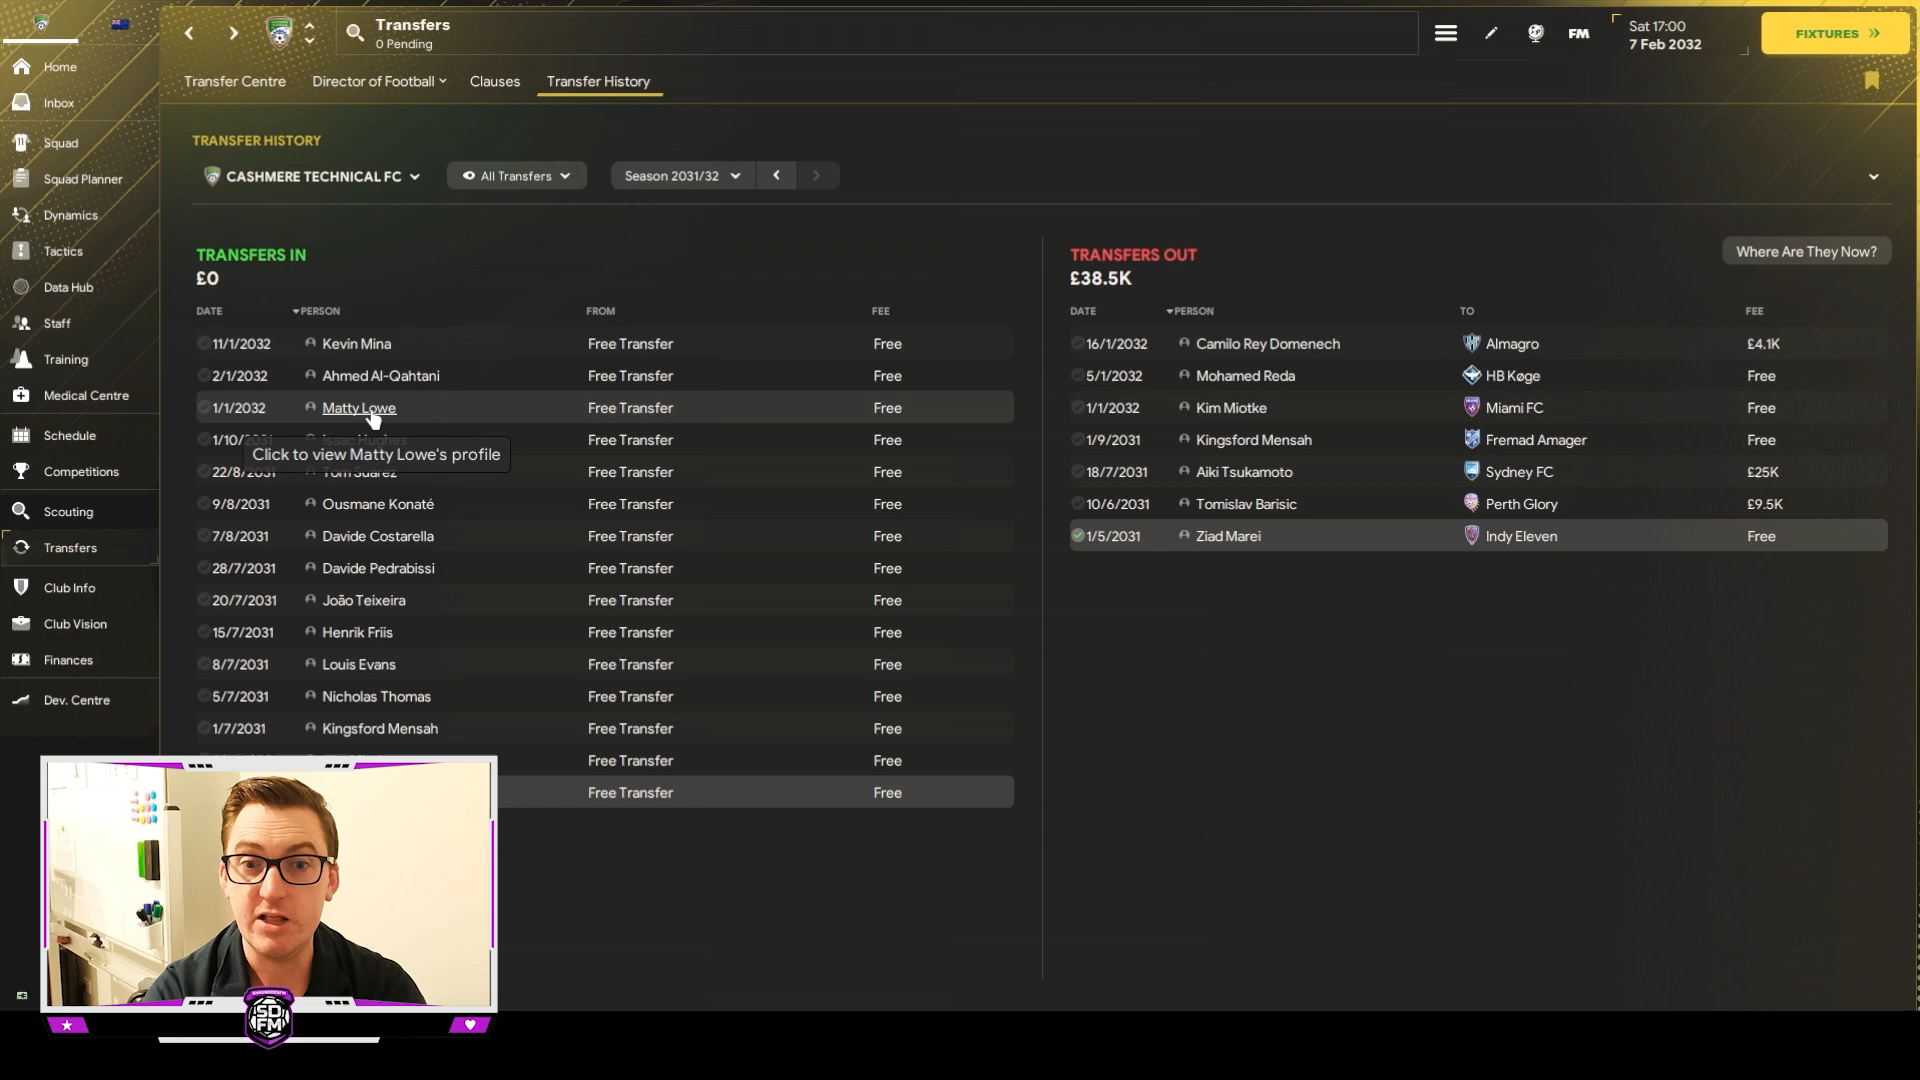 Transfers
0 Pending
FM
Sat 17:00
7 Feb 2032
FIXTURES
Home
Inbox
Squad
Squad Planner
Dynamics
Tactics
Data Hub
Staff
Training
Medical Centre
Schedule
Competitions
Scouting
Transfers
Club Info
Club Vision
Finances
Dev. Centre
Transfer Centre
Director of Football
Clauses
Transfer History
TRANSFER HISTORY
CASHMERE TECHNICAL FC
All Transfers
Season 2031/32
TRANSFERS IN
£0
DATE PERSON FROM FEE
11/1/2032 Kevin Mina Free Transfer Free
2/1/2032 Ahmed Al-Qahtani Free Transfer Free
1/1/2032 Matty Lowe Free Transfer Free
1/10/2031 Isaac Hughes Free Transfer Free
Click to view Matty Lowe's profile
22/8/2031 Tom Suarez Free Transfer Free
9/8/2031 Ousmane Konaté Free Transfer Free
7/8/2031 Davide Costarella Free Transfer Free
28/7/2031 Davide Pedrabissi Free Transfer Free
20/7/2031 João Teixeira Free Transfer Free
15/7/2031 Henrik Friis Free Transfer Free
8/7/2031 Louis Evans Free Transfer Free
5/7/2031 Nicholas Thomas Free Transfer Free
1/7/2031 Kingsford Mensah Free Transfer Free
Free Transfer Free
Free Transfer Free
TRANSFERS OUT
£38.5K
Where Are They Now?
DATE PERSON TO FEE
16/1/2032 Camilo Rey Domenech Almagro £4.1K
5/1/2032 Mohamed Reda HB Køge Free
1/1/2032 Kim Miotke Miami FC Free
1/9/2031 Kingsford Mensah Fremad Amager Free
18/7/2031 Aiki Tsukamoto Sydney FC £25K
10/6/2031 Tomislav Barisic Perth Glory £9.5K
1/5/2031 Ziad Marei Indy Eleven Free
SD
FM